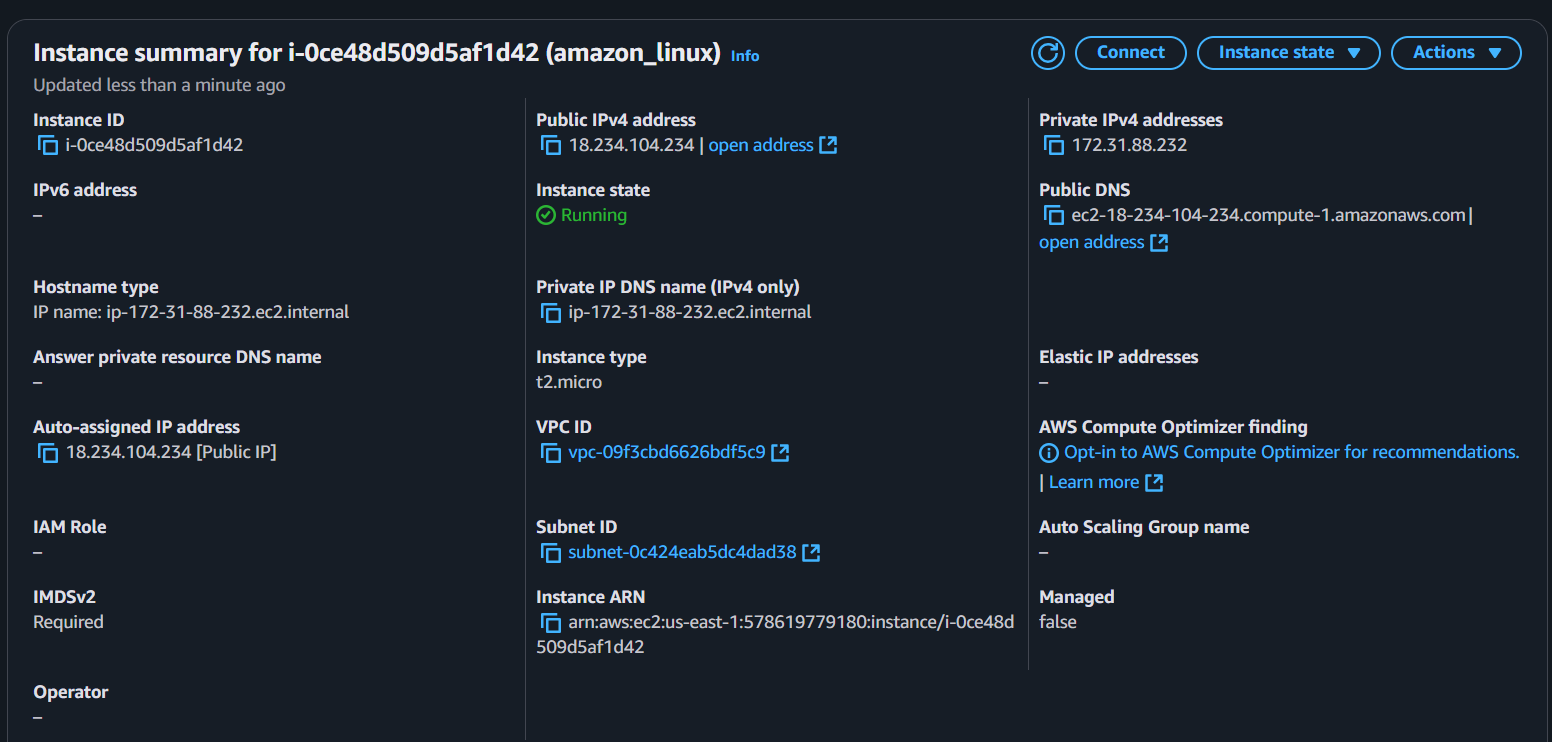 Instance summary for i-0ce48d509d5af1d42 (amazon_linux) Info
Connect
Instance state
Actions
Updated less than a minute ago
Instance ID
i-0ce48d509d5af1d42
Public IPv4 address
18.234.104.234 | open address
Private IPv4 addresses
172.31.88.232
IPv6 address
–
Instance state
Running
Public DNS
ec2-18-234-104-234.compute-1.amazonaws.com |
open address
Hostname type
IP name: ip-172-31-88-232.ec2.internal
Private IP DNS name (IPv4 only)
ip-172-31-88-232.ec2.internal
Answer private resource DNS name
–
Instance type
t2.micro
Elastic IP addresses
–
Auto-assigned IP address
18.234.104.234 [Public IP]
VPC ID
vpc-09f3cbd6626bdf5c9
AWS Compute Optimizer finding
Opt-in to AWS Compute Optimizer for recommendations.
| Learn more
IAM Role
–
Subnet ID
subnet-0c424eab5dc4dad38
Auto Scaling Group name
–
IMDSv2
Required
Instance ARN
arn:aws:ec2:us-east-1:578619779180:instance/i-0ce48d
509d5af1d42
Managed
false
Operator
–